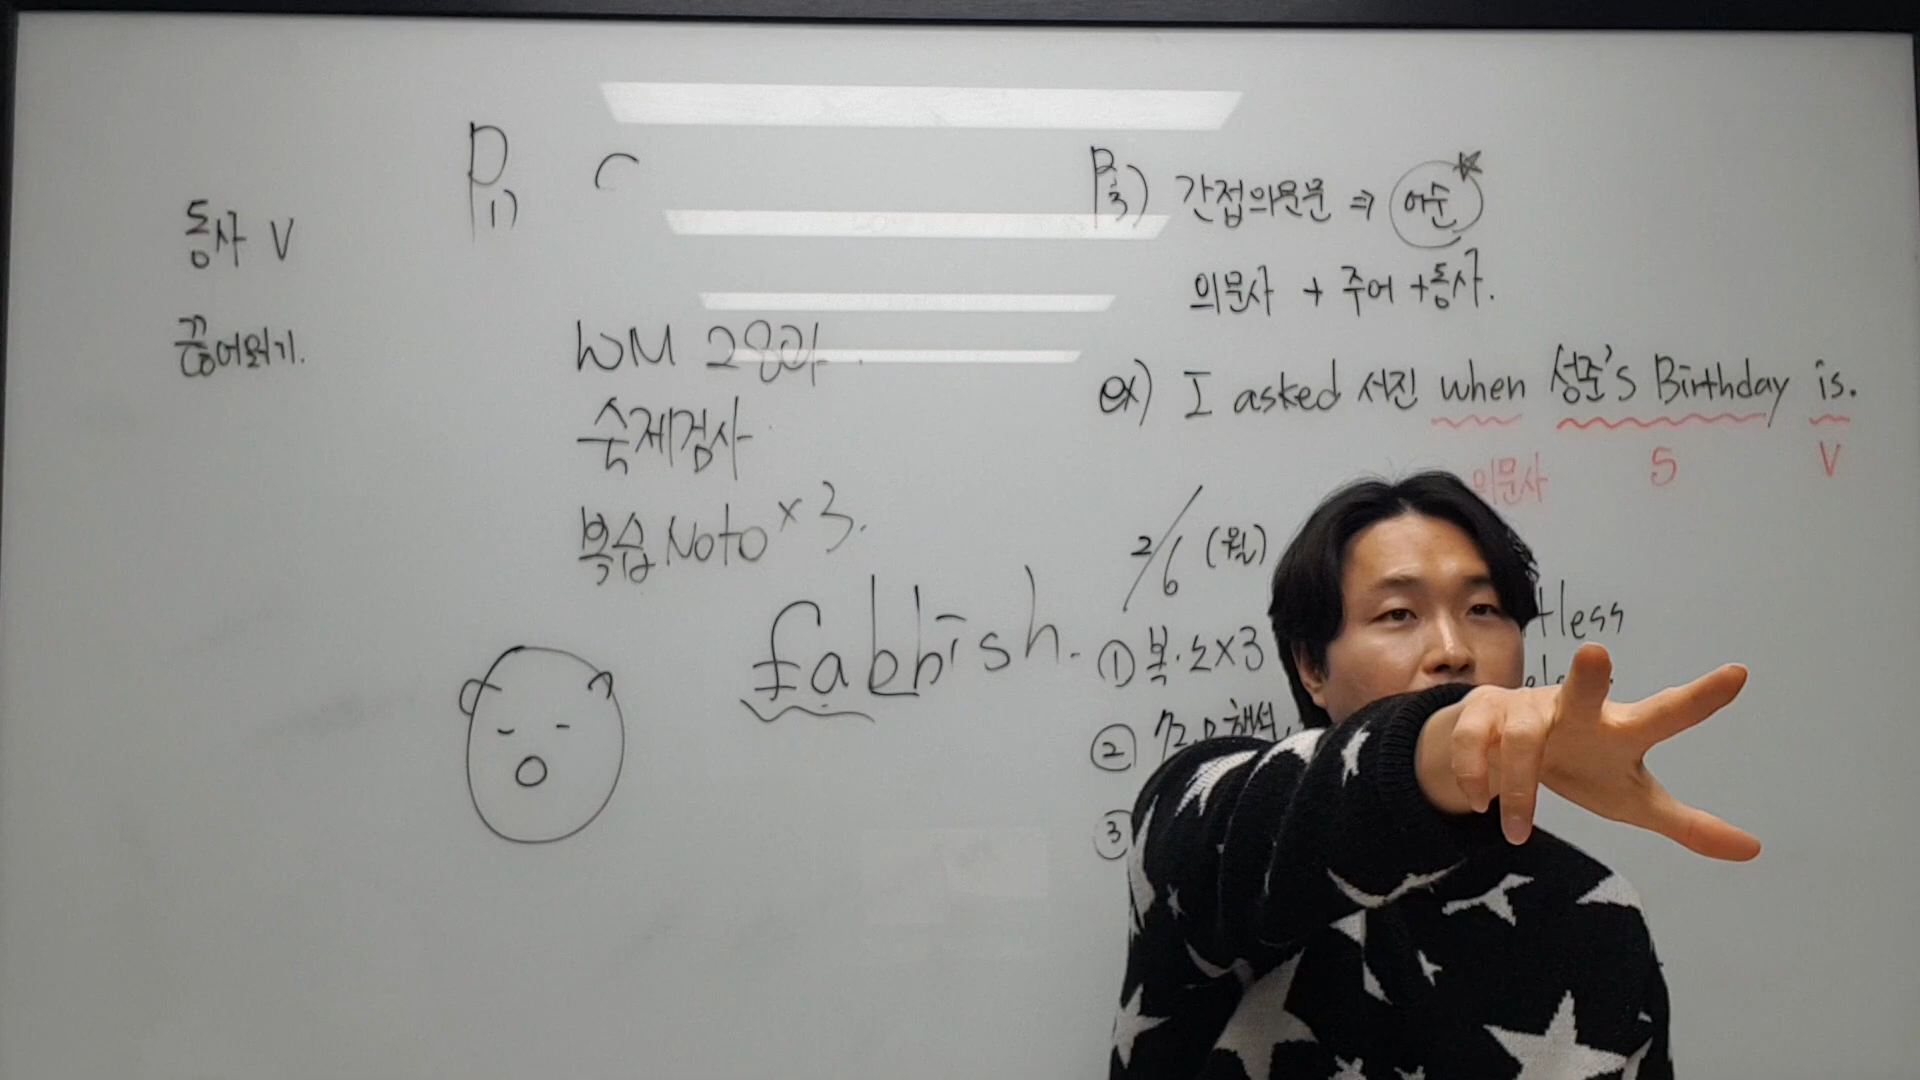 동사 V
끊어읽기.
P1) C
WM 28과.
숙제검사
복습 Noto × 3.
fabbish.
P3) 간접의문문 ⇒ 어순
의문사 + 주어 + 동사.
ex) I asked 서진 when 성준's Birthday is.
의문사 S V
2/6 (월)
① 복.노×3
②
③
tless